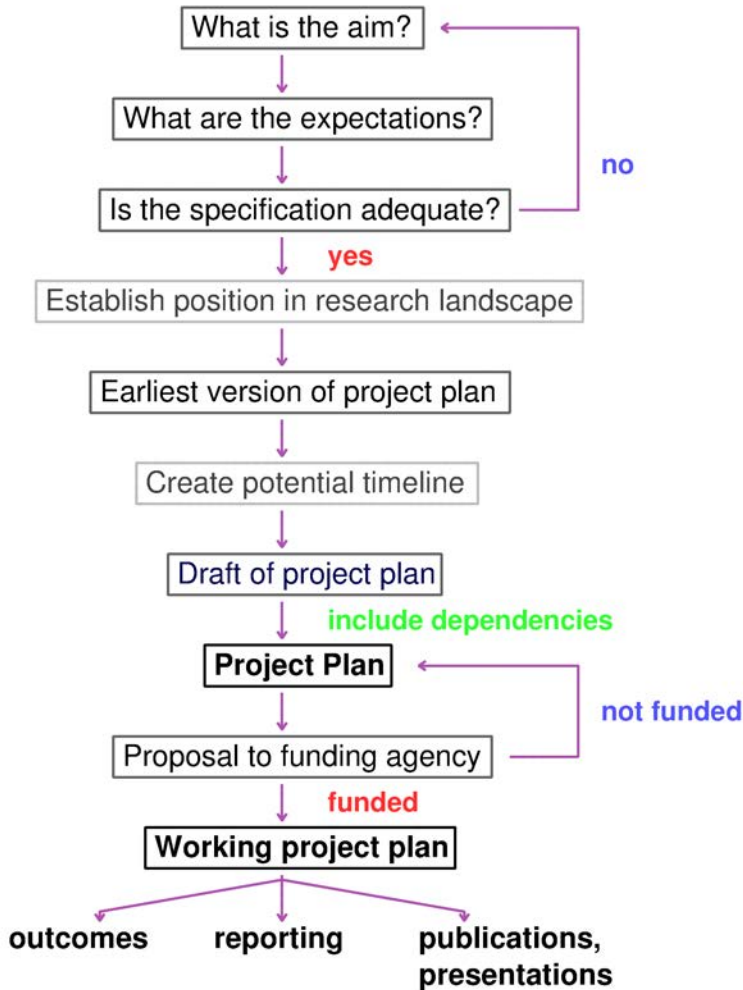 What is the aim?
What are the expectations?
no
Is the specification adequate?
yes
Establish position in research landscape
Earliest version of project plan
Create potential timeline
Draft of project plan
include dependencies
Project Plan
not funded
Proposal to funding agency
funded
Working project plan
outcomes
reporting
publications,
presentations